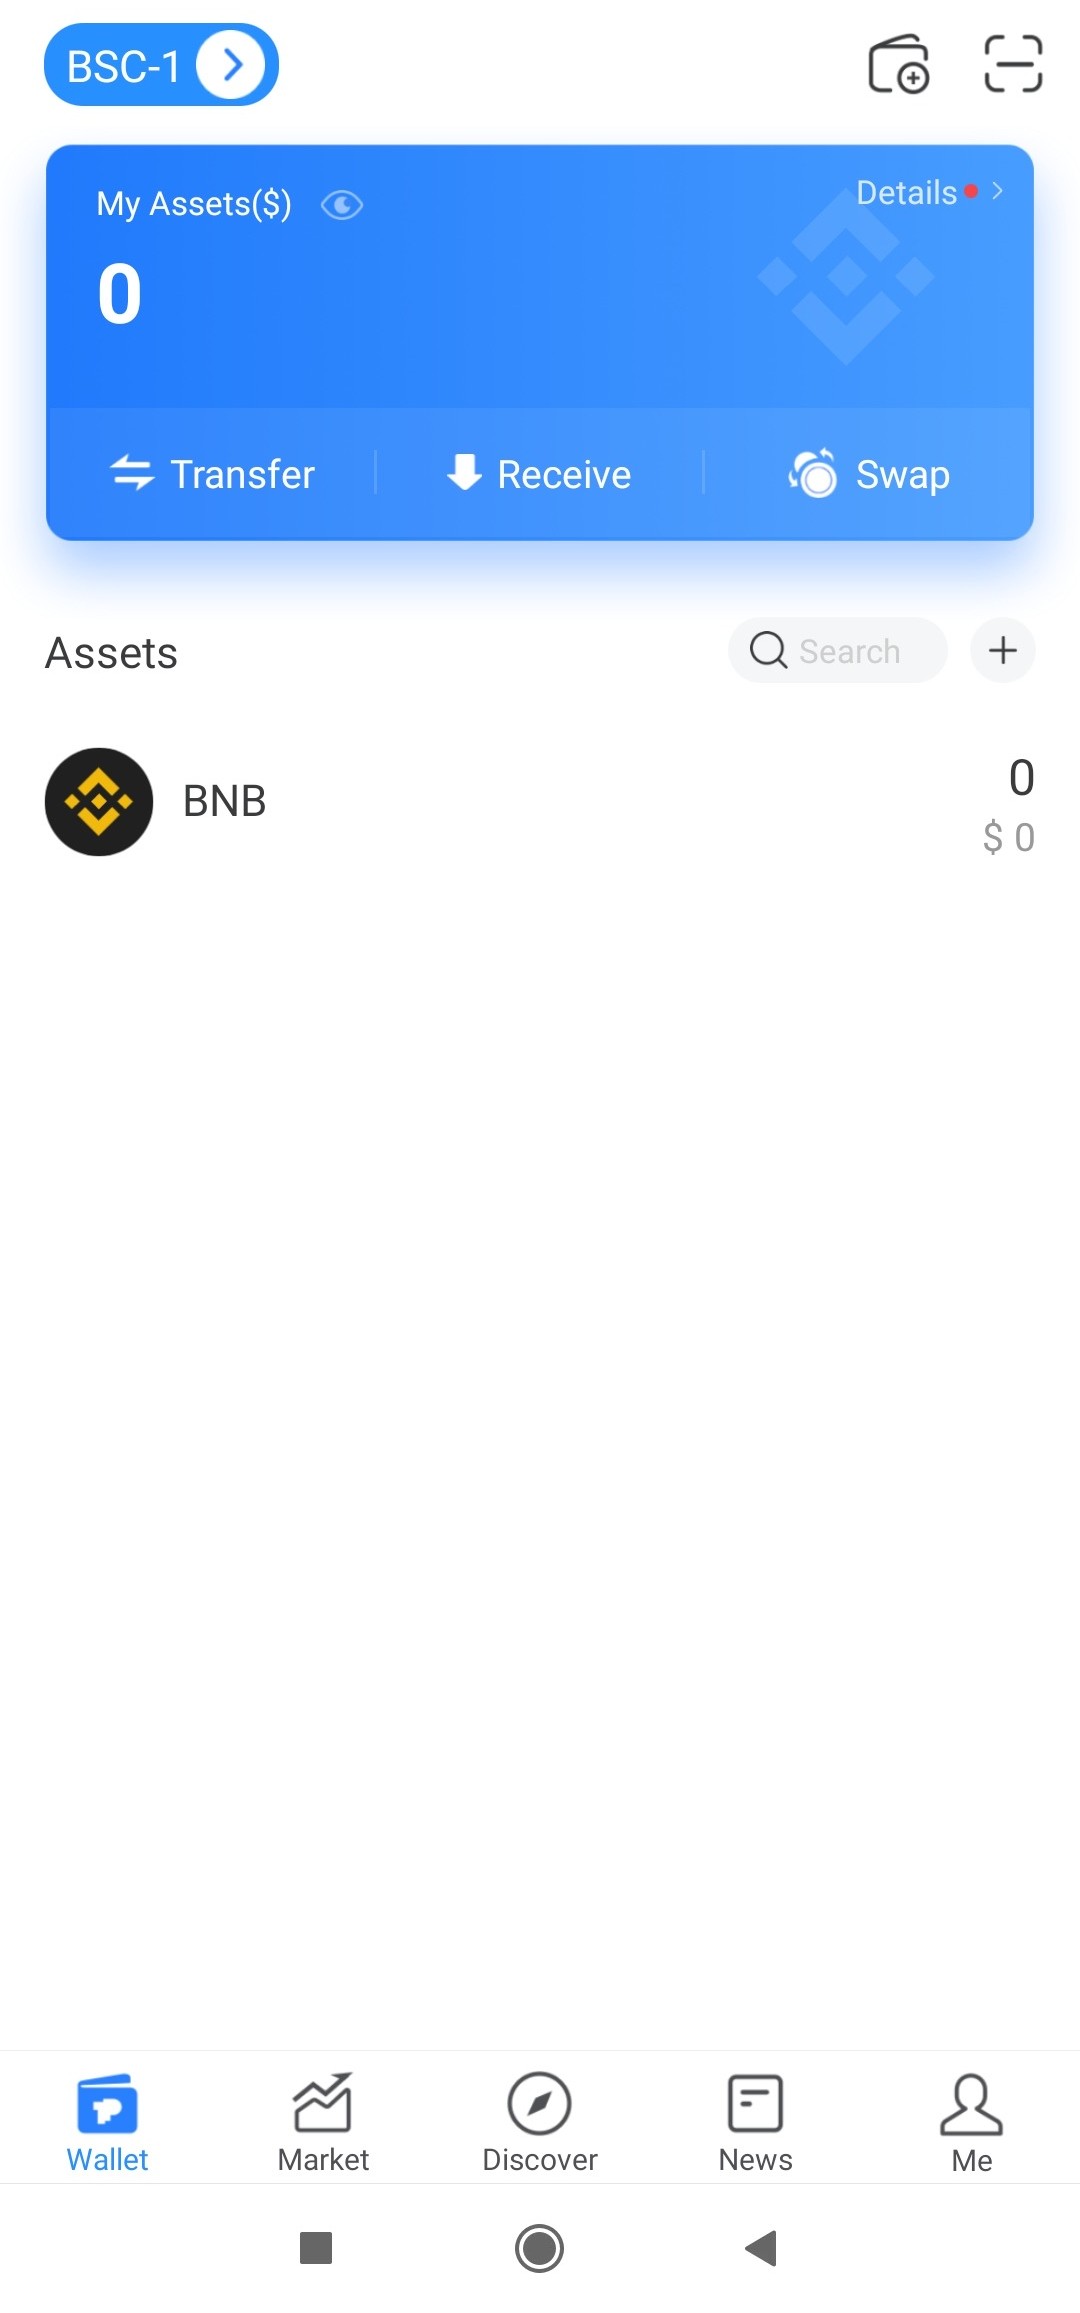 BSC-1
My Assets($)
Details
0
Transfer
Receive
Swap
Assets
Search
BNB
0
$ 0
Wallet
Market
Discover
News
Me